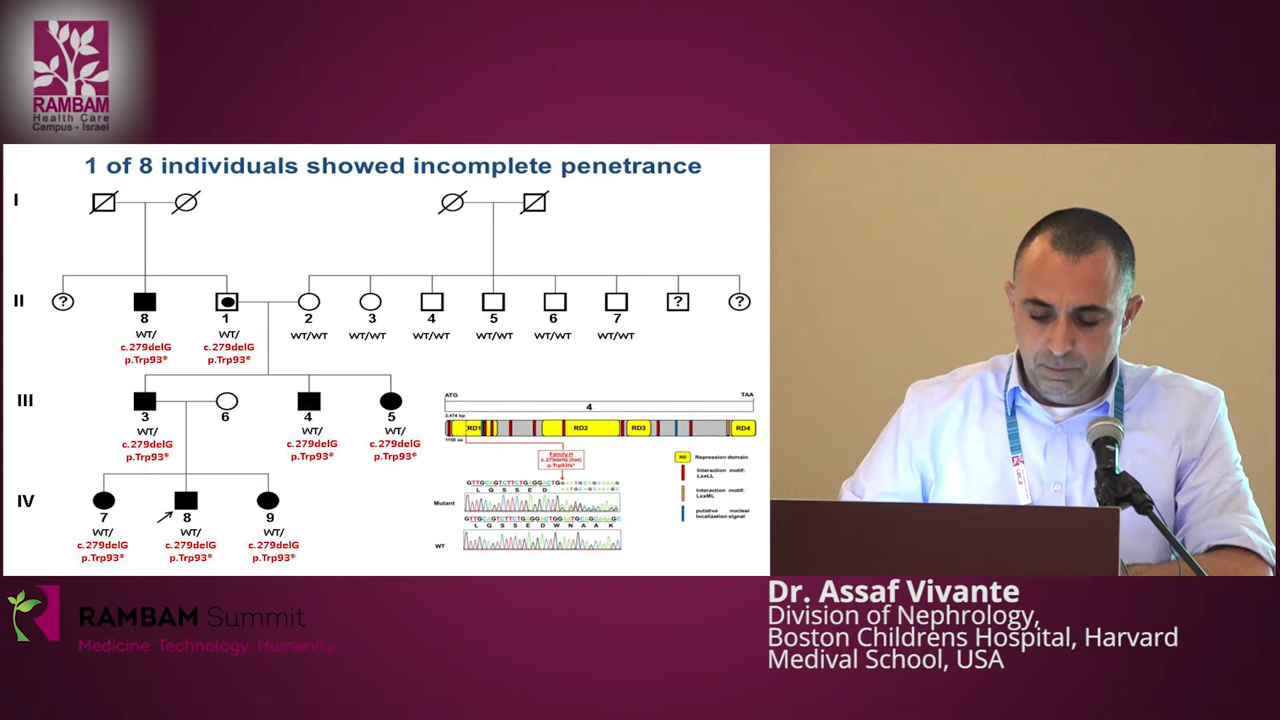 RAMBAM
Health Care
Campus - Israel
1 of 8 individuals showed incomplete penetrance
I
II
? 8 1 2 3 4 5 6 7 ? ?
WT/ WT/ WT/WT WT/WT WT/WT WT/WT WT/WT WT/WT
c.279delG c.279delG
p.Trp93* p.Trp93*
III
3 6 4 5
WT/ WT/ WT/
c.279delG c.279delG c.279delG
p.Trp93* p.Trp93* p.Trp93*
IV
7 8 9
WT/ WT/ WT/
c.279delG c.279delG c.279delG
p.Trp93* p.Trp93* p.Trp93*
ATG TAA
4
3,474 bp
RD1 RD2 RD3 RD4
1158 aa
Family H
c.279delG (het)
p.Trp93fs*
RD Repression domain
Interaction motif:
LxxLL
Interaction motif:
LxxML
putative nuclear
localization signal
L Q S S E D
Mutant
L Q S S E D W N A A K
WT
RAMBAM Summit
Medicine. Technology. Humanity.
Dr. Assaf Vivante
Division of Nephrology,
Boston Childrens Hospital, Harvard
Medival School, USA